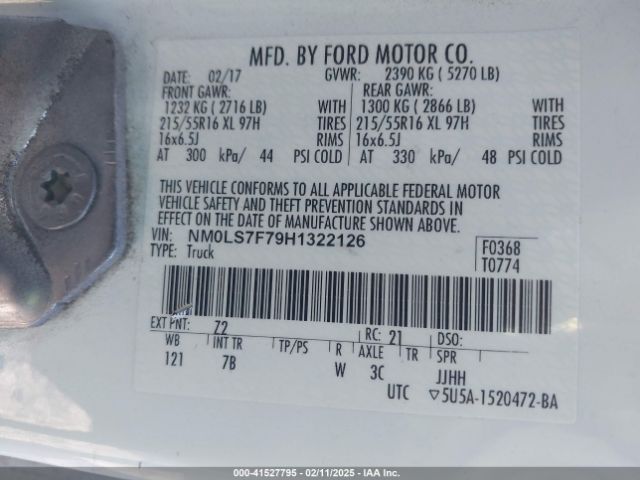 MFD. BY FORD MOTOR CO.
DATE: 02/17 GVWR: 2390 KG ( 5270 LB)
FRONT GAWR: REAR GAWR:
1232 KG ( 2716 LB) WITH 1300 KG ( 2866 LB) WITH
215/55R16 XL 97H TIRES 215/55R16 XL 97H TIRES
16x6.5J RIMS 16x6.5J RIMS
AT 300 kPa/ 44 PSI COLD AT 330 kPa/ 48 PSI COLD
THIS VEHICLE CONFORMS TO ALL APPLICABLE FEDERAL MOTOR
VEHICLE SAFETY AND THEFT PREVENTION STANDARDS IN
EFFECT ON THE DATE OF MANUFACTURE SHOWN ABOVE.
VIN: NM0LS7F79H1322126 F0368
TYPE: Truck T0774
EXT PNT: Z2 RC: 21 DSO:
WB INT TR TP/PS R AXLE TR SPR
121 7B W 3C JJHH
UTC ▽5U5A-1520472-BA
000-41527795 - 02/11/2025 - IAA Inc.